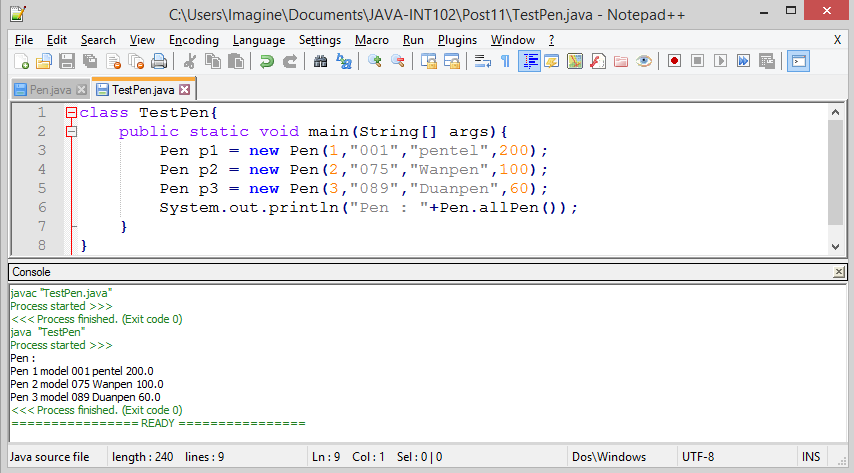 C:\Users\Imagine\Documents\JAVA-INT102\Post11\TestPen.java - Notepad++
File Edit Search View Encoding Language Settings Macro Run Plugins Window ? X
Pen.java TestPen.java
1 class TestPen{
2 public static void main(String[] args){
3 Pen p1 = new Pen(1,"001","pentel",200);
4 Pen p2 = new Pen(2,"075","Wanpen",100);
5 Pen p3 = new Pen(3,"089","Duanpen",60);
6 System.out.println("Pen : "+Pen.allPen());
7 }
8 }
Console
javac "TestPen.java"
Process started >>>
<<< Process finished. (Exit code 0)
java "TestPen"
Process started >>>
Pen :
Pen 1 model 001 pentel 200.0
Pen 2 model 075 Wanpen 100.0
Pen 3 model 089 Duanpen 60.0
<<< Process finished. (Exit code 0)
================ READY ================
Java source file length : 240 lines : 9 Ln : 9 Col : 1 Sel : 0 | 0 Dos\Windows UTF-8 INS